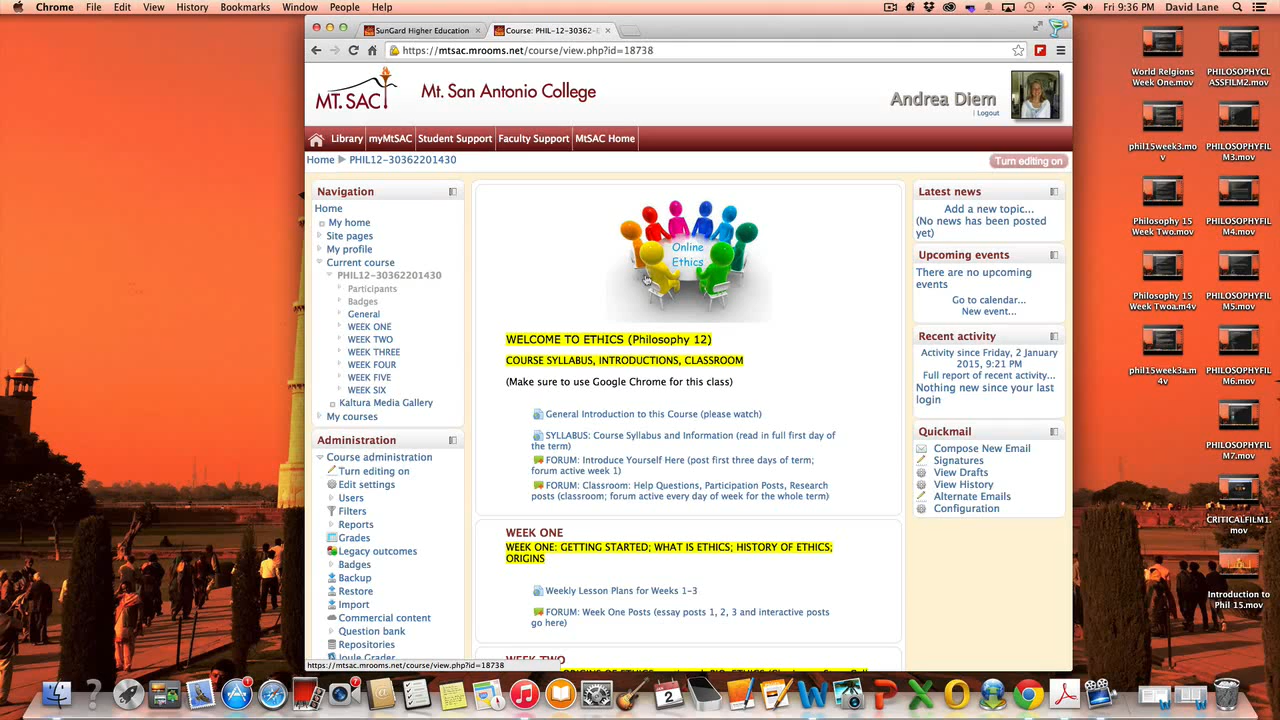 Chrome File Edit View History Bookmarks Window People Help
Fri 9:36 PM David Lane
SunGard Higher Education
Course: PHIL-12-30362-
https://mtsac.mrooms.net/course/view.php?id=18738
MT. SAC
Mt. San Antonio College
Andrea Diem
| Logout
Library myMtSAC Student Support Faculty Support MtSAC Home
Home PHIL12-30362201430
Turn editing on
Navigation
Home
My home
Site pages
My profile
Current course
PHIL12-30362201430
Participants
Badges
General
WEEK ONE
WEEK TWO
WEEK THREE
WEEK FOUR
WEEK FIVE
WEEK SIX
Kaltura Media Gallery
My courses
Administration
Course administration
Turn editing on
Edit settings
Users
Filters
Reports
Grades
Legacy outcomes
Badges
Backup
Restore
Import
Commercial content
Question bank
Repositories
Joule Grader
https://mtsac.mrooms.net/course/view.php?id=18738
Online
Ethics
WELCOME TO ETHICS (Philosophy 12)
COURSE SYLLABUS, INTRODUCTIONS, CLASSROOM
(Make sure to use Google Chrome for this class)
General Introduction to this Course (please watch)
SYLLABUS: Course Syllabus and Information (read in full first day of
the term)
FORUM: Introduce Yourself Here (post first three days of term;
forum active week 1)
FORUM: Classroom: Help Questions, Participation Posts, Research
posts (classroom; forum active every day of week for the whole term)
WEEK ONE
WEEK ONE: GETTING STARTED; WHAT IS ETHICS; HISTORY OF ETHICS;
ORIGINS
Weekly Lesson Plans for Weeks 1-3
FORUM: Week One Posts (essay posts 1, 2, 3 and interactive posts
go here)
WEEK TWO
Latest news
Add a new topic...
(No news has been posted
yet)
Upcoming events
There are no upcoming
events
Go to calendar...
New event...
Recent activity
Activity since Friday, 2 January
2015, 9:21 PM
Full report of recent activity...
Nothing new since your last
login
Quickmail
Compose New Email
Signatures
View Drafts
View History
Alternate Emails
Configuration
World Relgions
Week One.mov
PHILOSOPHYCL
ASSFILM2.mov
phil15week3.mo
v
PHILOSOPHYFIL
M3.mov
Philosophy 15
Week Two.mov
PHILOSOPHYFIL
M4.mov
Philosophy 15
Week Twoa.m4v
PHILOSOPHYFIL
M5.mov
phil15week3a.m
4v
PHILOSOPHYFIL
M6.mov
PHILOSOPHYFIL
M7.mov
CRITICALFILM1.
mov
Introduction to
Phil 15.mov
1
7
2